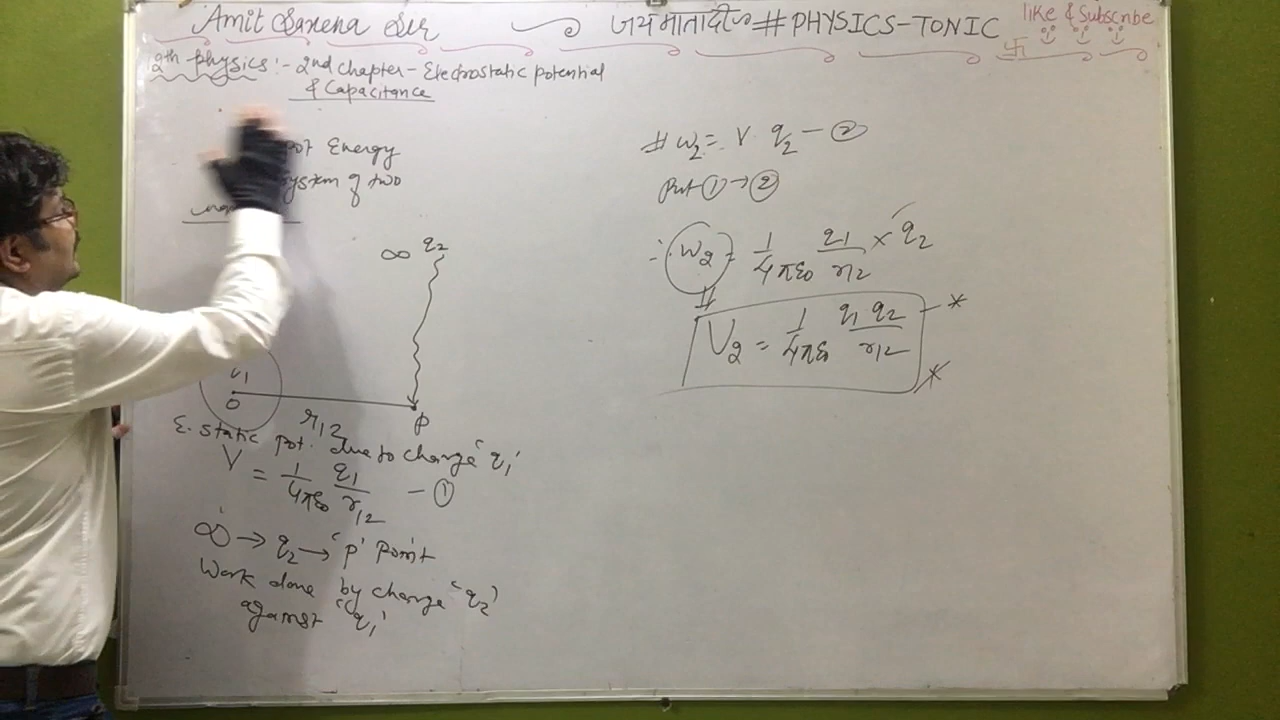 Amit Saxena Sir जय माता दी # PHYSICS-TONIC like & Subscribe
2th physics :- 2nd chapter - Electrostatic potential
& Capacitance
pot Energy
system of two
∞ q₂
O r₁₂ P
E. static pot. due to charge 'q₁'
V = 1/4πε₀ q₁/r₁₂ - ①
∞ → q₂ → 'p' point
Work done by charge 'q₂'
against 'q₁'
# W₂ = V q₂ - ②
Put ① → ②
∴ W₂ = 1/4πε₀ q₁/r₁₂ × q₂
U₂ = 1/4πε₀ q₁ q₂/r₁₂ *
*